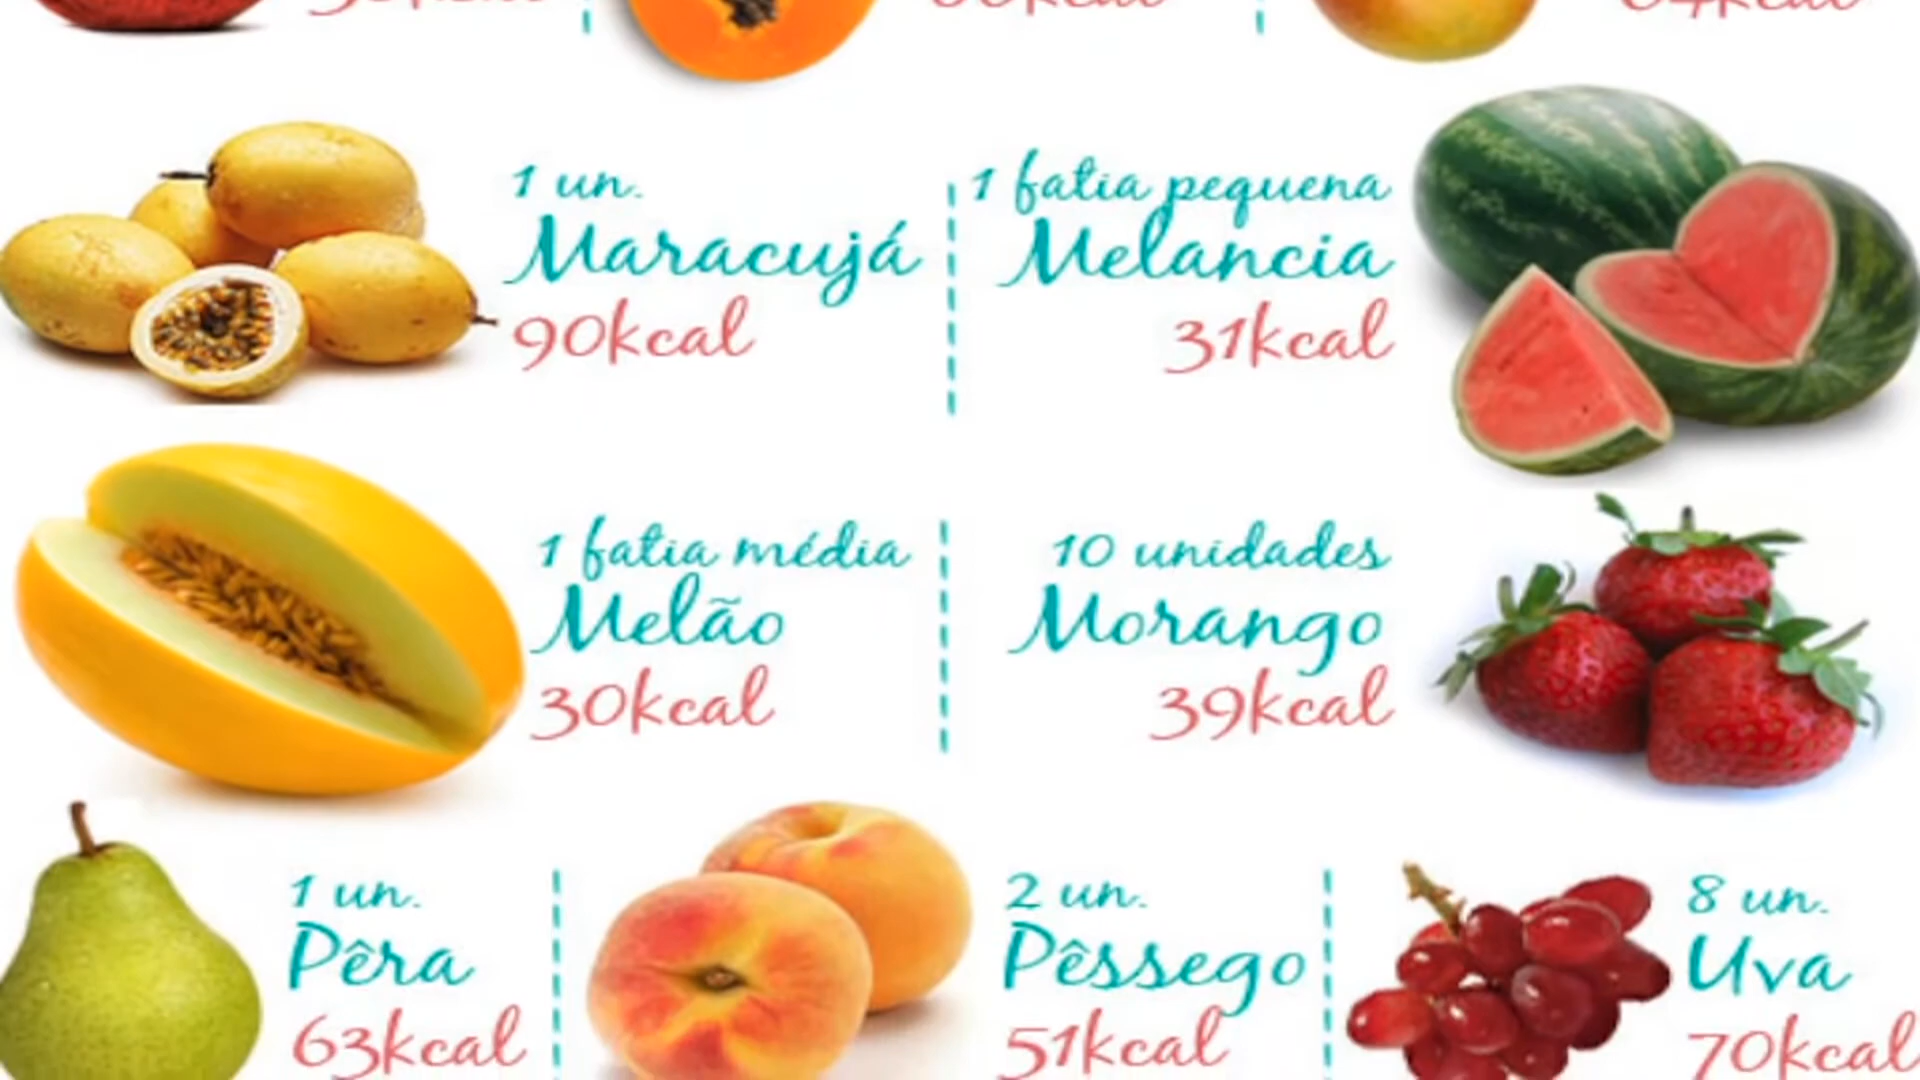 1 un.
Maracujá
90kcal
1 fatia pequena
Melancia
31kcal
1 fatia média
Melão
30kcal
10 unidades
Morango
39kcal
1 un.
Pêra
63kcal
2 un.
Pêssego
51kcal
8 un.
Uva
70kcal